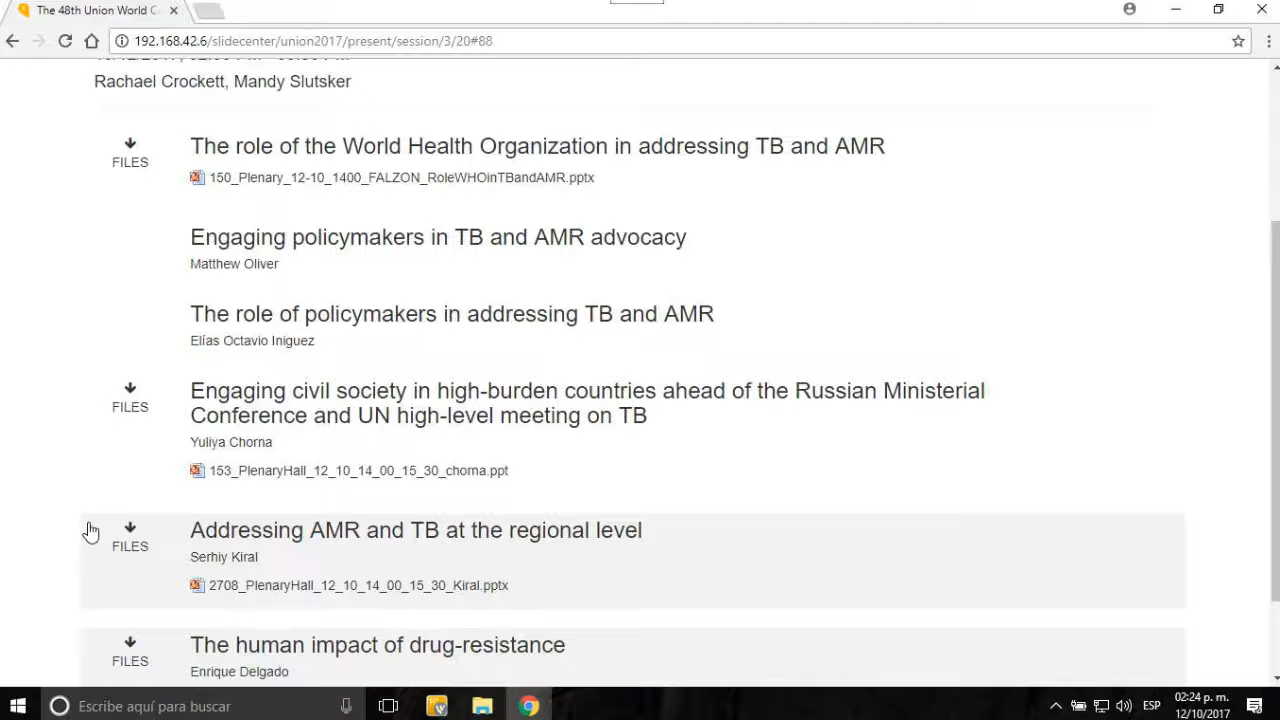 The 48th Union World C
192.168.42.6/slidecenter/union2017/present/session/3/20#88
Rachael Crockett, Mandy Slutsker
FILES
The role of the World Health Organization in addressing TB and AMR
150_Plenary_12-10_1400_FALZON_RoleWHOinTBandAMR.pptx
Engaging policymakers in TB and AMR advocacy
Matthew Oliver
The role of policymakers in addressing TB and AMR
Elías Octavio Iniguez
FILES
Engaging civil society in high-burden countries ahead of the Russian Ministerial
Conference and UN high-level meeting on TB
Yuliya Chorna
153_PlenaryHall_12_10_14_00_15_30_chorna.ppt
FILES
Addressing AMR and TB at the regional level
Serhiy Kiral
2708_PlenaryHall_12_10_14_00_15_30_Kiral.pptx
FILES
The human impact of drug-resistance
Enrique Delgado
Escribe aquí para buscar
ESP
02:24 p. m.
12/10/2017